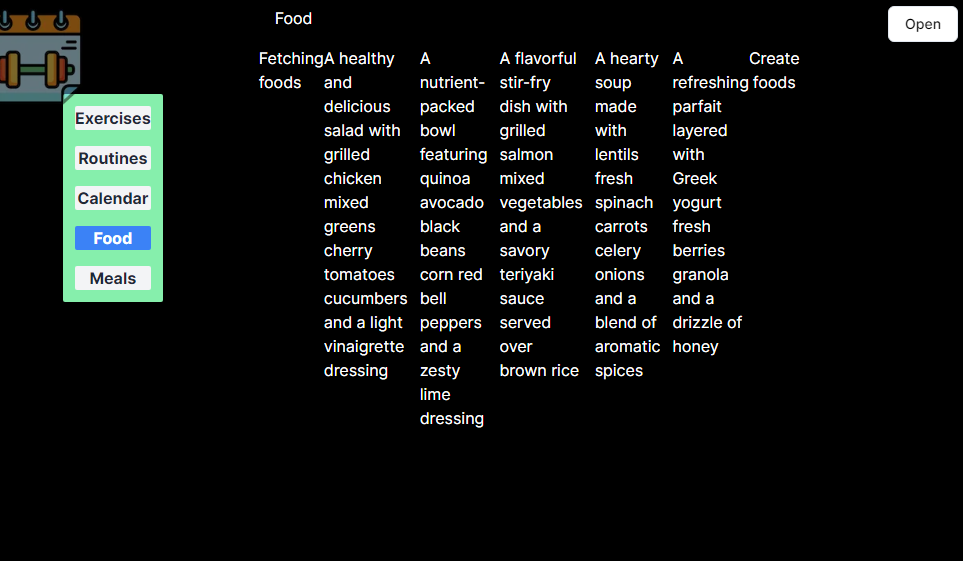 Food
Open
Exercises
Routines
Calendar
Food
Meals
Fetching
foods
A healthy
and
delicious
salad with
grilled
chicken
mixed
greens
cherry
tomatoes
cucumbers
and a light
vinaigrette
dressing
A
nutrient-
packed
bowl
featuring
quinoa
avocado
black
beans
corn red
bell
peppers
and a
zesty
lime
dressing
A flavorful
stir-fry
dish with
grilled
salmon
mixed
vegetables
and a
savory
teriyaki
sauce
served
over
brown rice
A hearty
soup
made
with
lentils
fresh
spinach
carrots
celery
onions
and a
blend of
aromatic
spices
A
refreshing
parfait
layered
with
Greek
yogurt
fresh
berries
granola
and a
drizzle of
honey
Create
foods